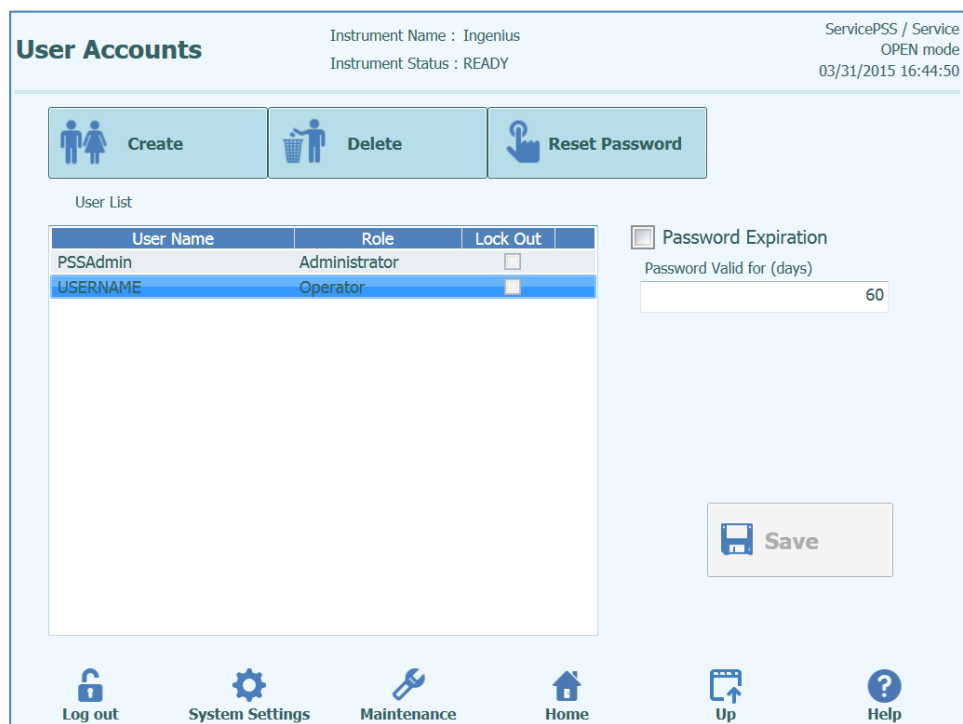 User Accounts
Instrument Name : Ingenius
Instrument Status : READY
ServicePSS / Service
OPEN mode
03/31/2015 16:44:50
Create Delete Reset Password
User List
User Name Role Lock Out
PSSAdmin Administrator
USERNAME Operator
Password Expiration
Password Valid for (days)
60
Save
Log out System Settings Maintenance Home Up Help